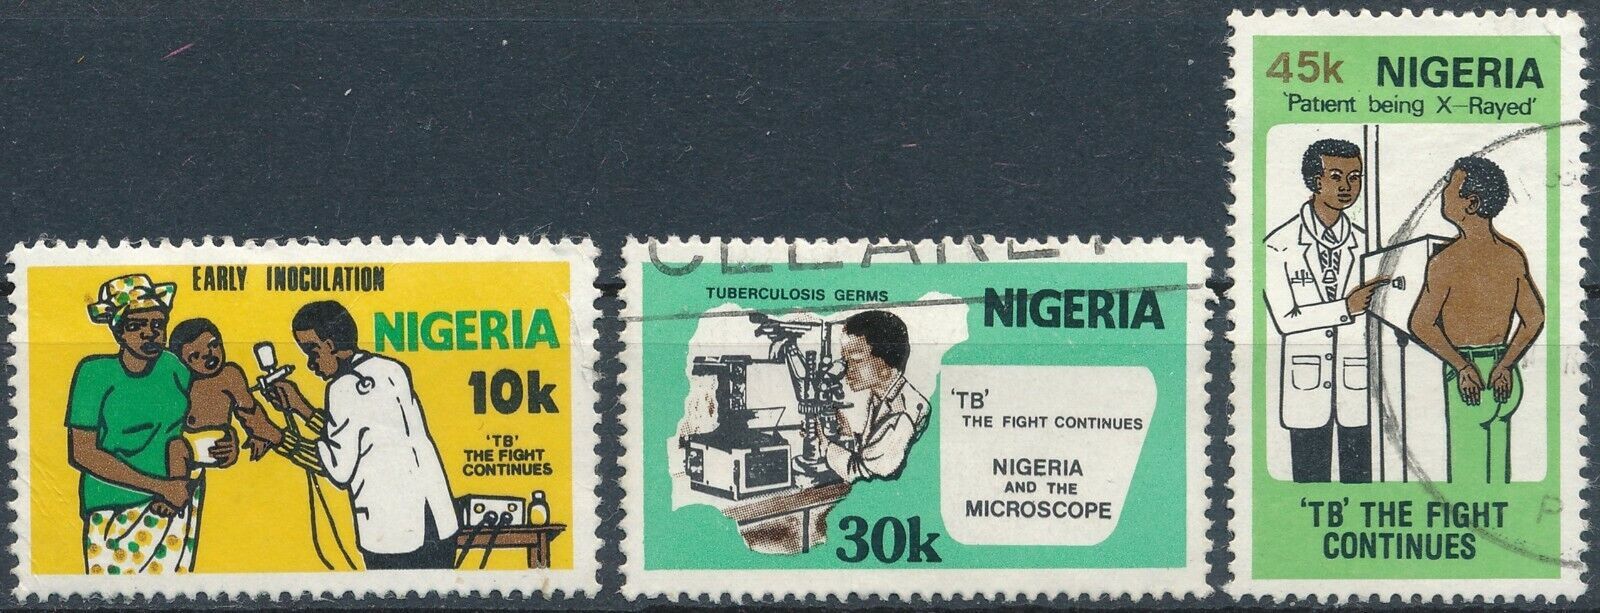 EARLY INOCULATION
NIGERIA
10k
'TB'
THE FIGHT
CONTINUES
TUBERCULOSIS GERMS
NIGERIA
'TB'
THE FIGHT CONTINUES
NIGERIA
AND THE
MICROSCOPE
30k
45k NIGERIA
'Patient being X-Rayed'
'TB' THE FIGHT
CONTINUES